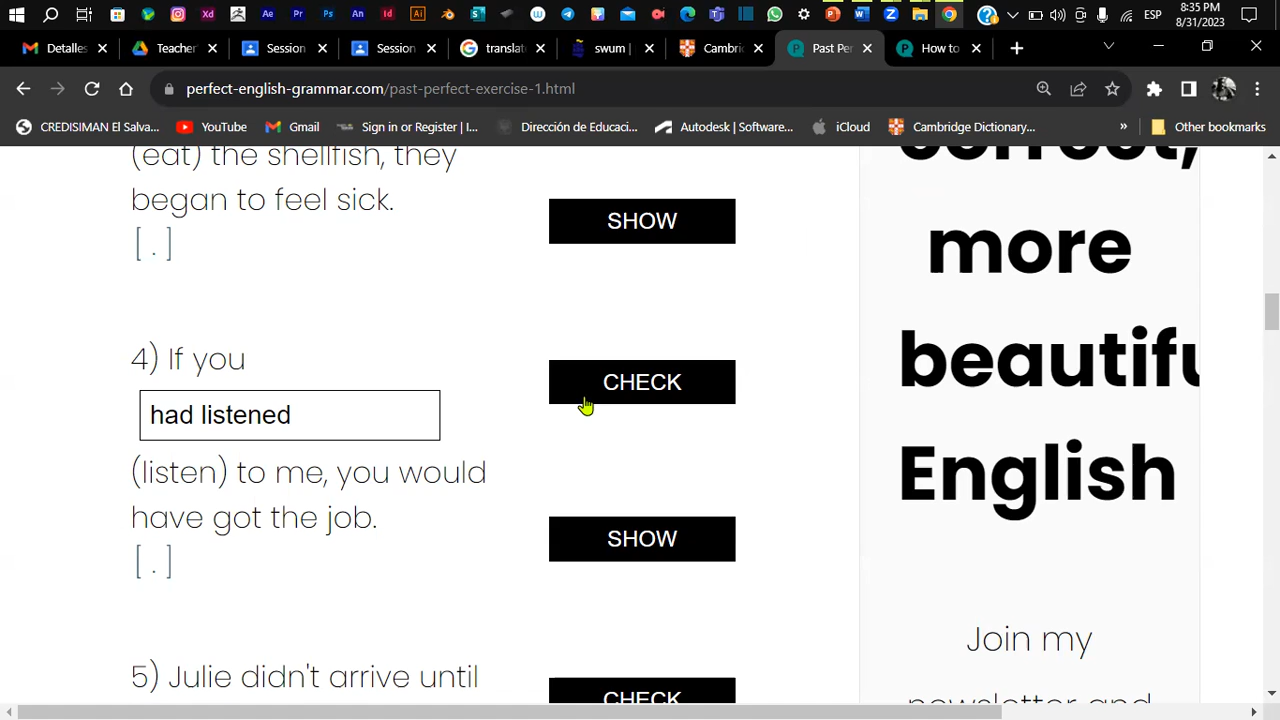 8:35 PM
ESP
8/31/2023
Detalles
Teacher
Session
Session
translat
swum |
Cambri
Past Per
How to
perfect-english-grammar.com/past-perfect-exercise-1.html
CREDISIMAN El Salva...
YouTube
Gmail
Sign in or Register | I...
Dirección de Educaci...
Autodesk | Software...
iCloud
Cambridge Dictionar...
»
Other bookmarks
(eat) the shellfish, they
began to feel sick.
[ . ]
SHOW
4) If you
CHECK
had listened
(listen) to me, you would
have got the job.
[ . ]
SHOW
5) Julie didn't arrive until
CHECK
correct,
more
beautifu
English
Join my
newsletter and